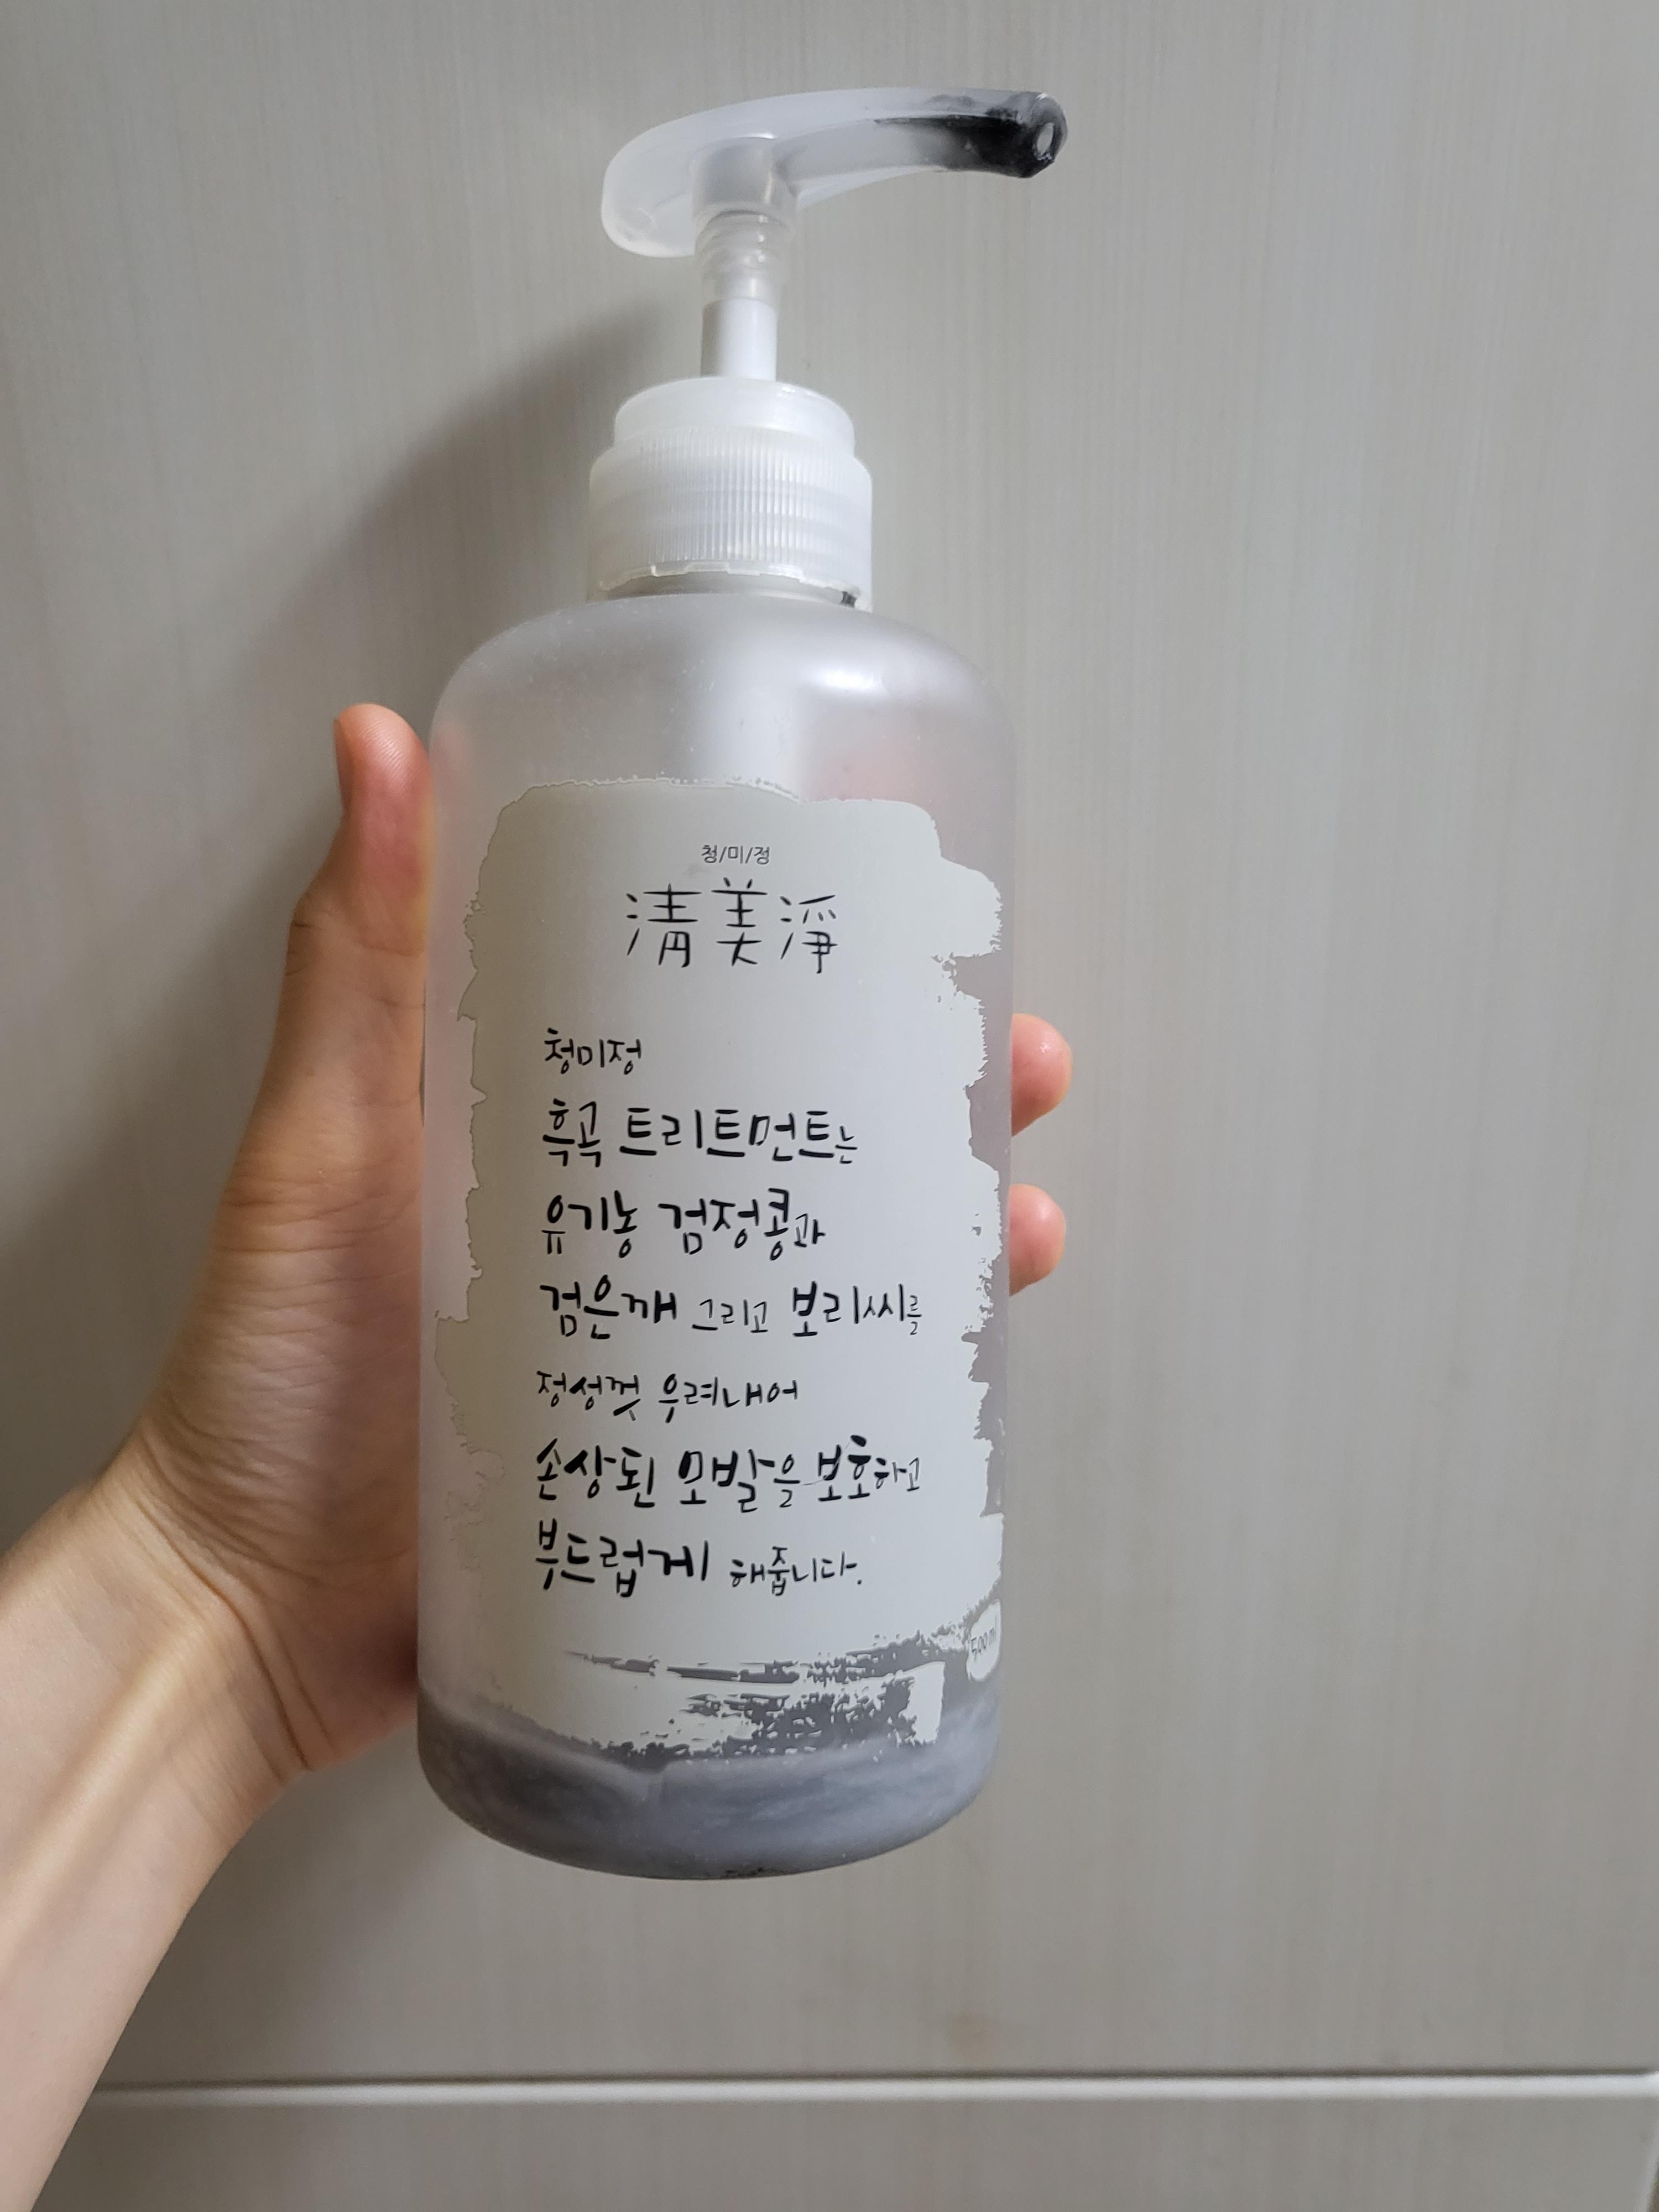 청/미/정
淸美淨
청미정
흑곡 트리트먼트는
유기농 검정콩과
검은깨 그리고 보리씨를
정성껏 우려내어
손상된 모발을 보호하고
부드럽게 해줍니다.
500ml